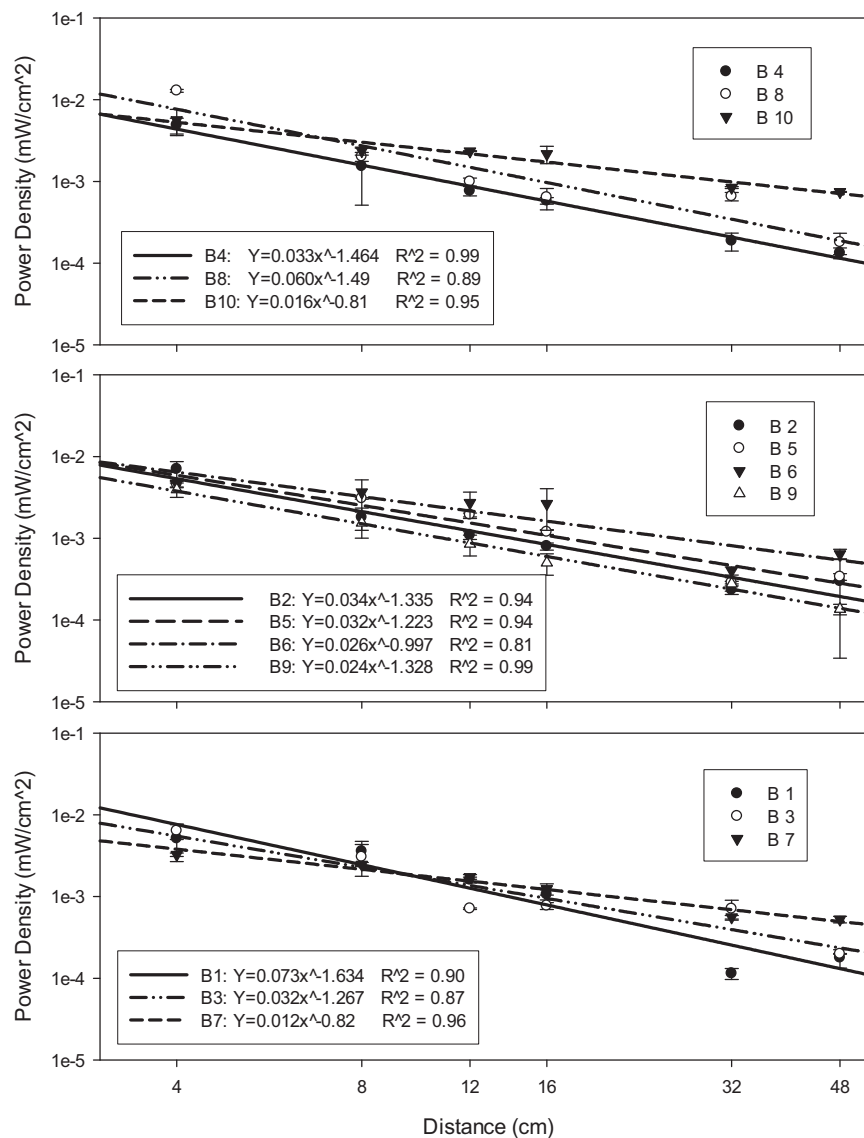 1e-1
1e-2
1e-3
1e-4
1e-5
Power Density (mW/cm^2)
B 4
B 8
B 10
B4: Y=0.033x^-1.464 R^2 = 0.99
B8: Y=0.060x^-1.49 R^2 = 0.89
B10: Y=0.016x^-0.81 R^2 = 0.95
1e-1
1e-2
1e-3
1e-4
1e-5
Power Density (mW/cm^2)
B 2
B 5
B 6
B 9
B2: Y=0.034x^-1.335 R^2 = 0.94
B5: Y=0.032x^-1.223 R^2 = 0.94
B6: Y=0.026x^-0.997 R^2 = 0.81
B9: Y=0.024x^-1.328 R^2 = 0.99
1e-1
1e-2
1e-3
1e-4
1e-5
Power Density (mW/cm^2)
B 1
B 3
B 7
B1: Y=0.073x^-1.634 R^2 = 0.90
B3: Y=0.032x^-1.267 R^2 = 0.87
B7: Y=0.012x^-0.82 R^2 = 0.96
4 8 12 16 32 48
Distance (cm)